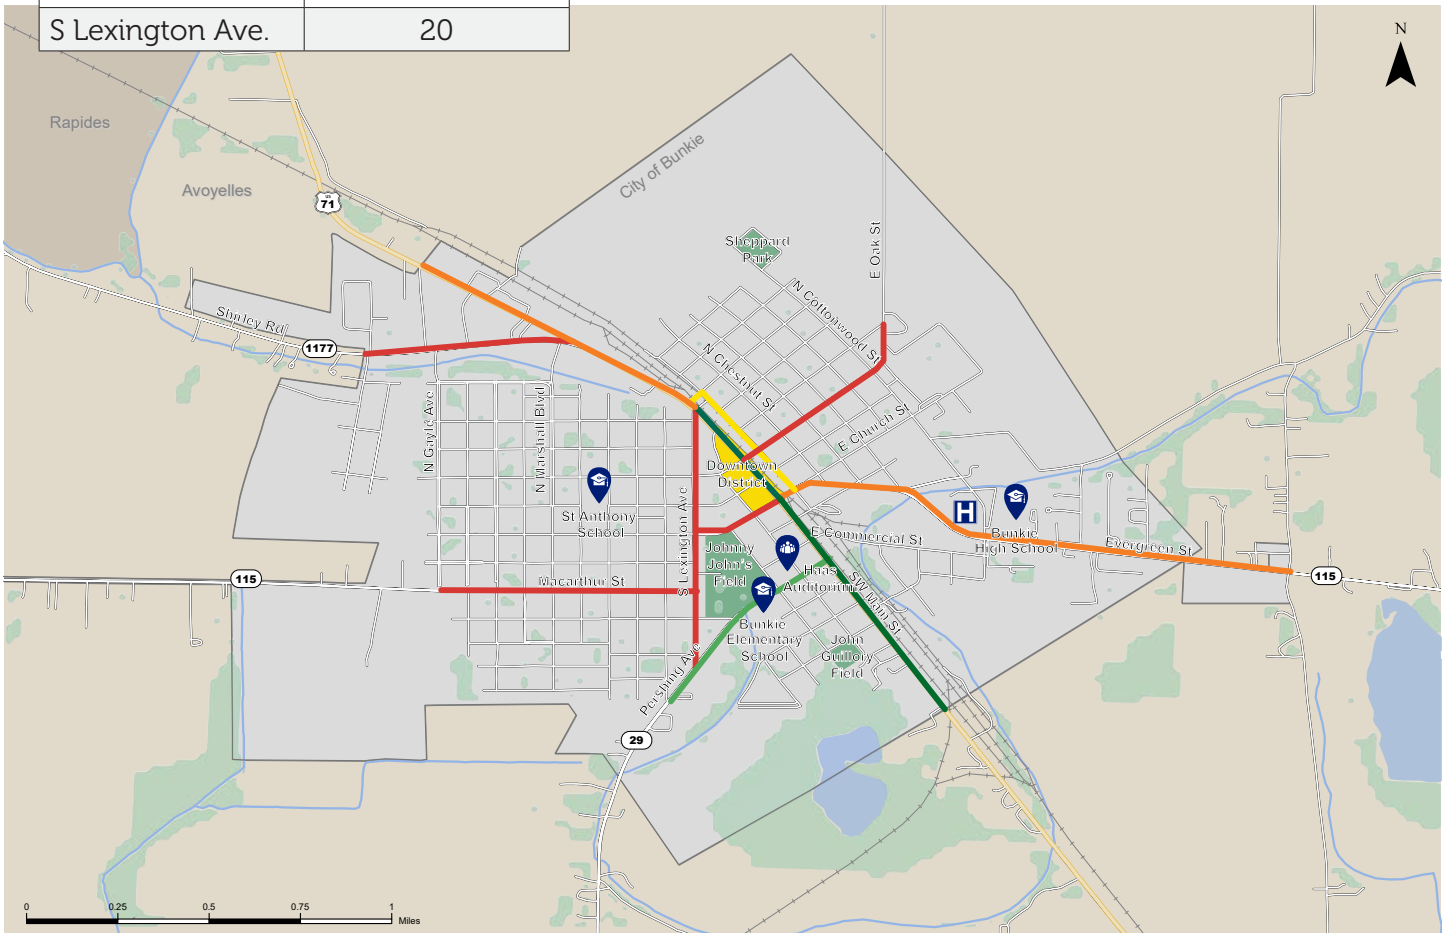 S Lexington Ave. 20
N
Rapides
City of Bunkie
Avoyelles
US
71
Sheppard
Park
E Oak St
N Cottonwood St
Shirley Rd
1177
N Chestnut St
N Gayle Ave
N Marshall Blvd
E Church St
Downtown
District
St Anthony
School
S Lexington Ave
H
Bunkie
High School
E Commercial St
Evergreen St
Johnny
John's
Field
Haas
Auditorium
115
Macarthur St
115
SW Main St
Bunkie
Elementary
School
John
Guillory
Field
Pershing Ave
29
0 0.25 0.5 0.75 1
Miles